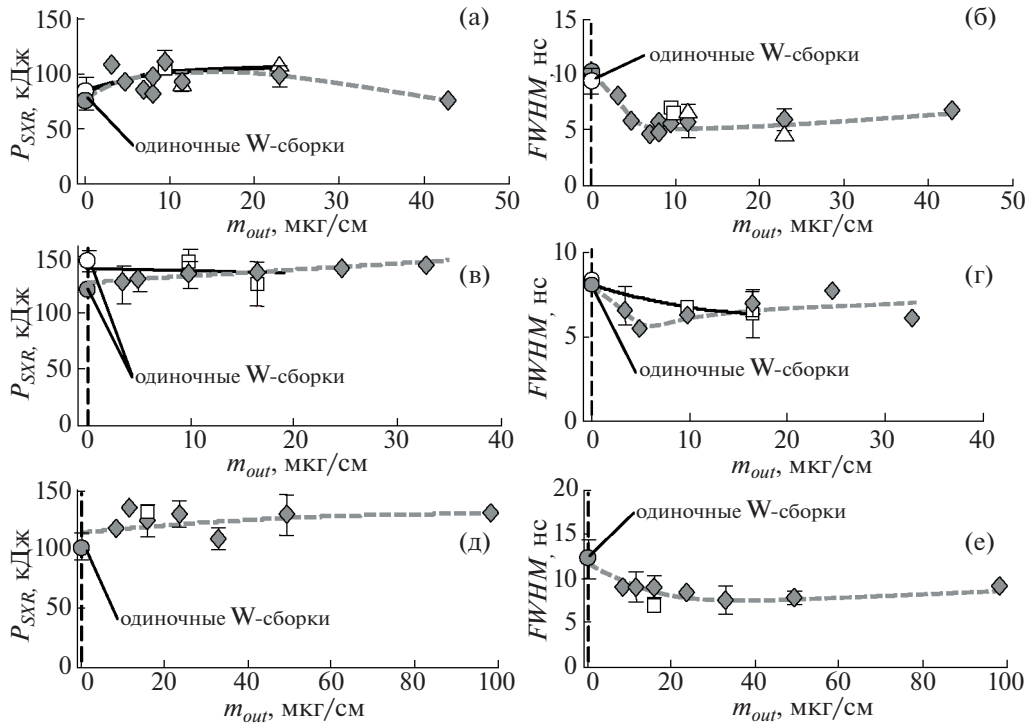 150
100
50
0
P_SXR, кДж
(а)
одиночные W-сборки
0 10 20 30 40 50
m_out, мкг/см
15
10
5
0
FWHM, нс
(б)
одиночные W-сборки
0 10 20 30 40 50
m_out, мкг/см
150
100
50
0
P_SXR, кДж
(в)
одиночные W-сборки
0 10 20 30 40
m_out, мкг/см
10
5
0
FWHM, нс
(г)
одиночные W-сборки
0 10 20 30 40
m_out, мкг/см
150
100
50
0
P_SXR, кДж
(д)
одиночные W-сборки
0 20 40 60 80 100
m_out, мкг/см
20
15
10
5
0
FWHM, нс
(е)
одиночные W-сборки
0 20 40 60 80 100
m_out, мкг/см